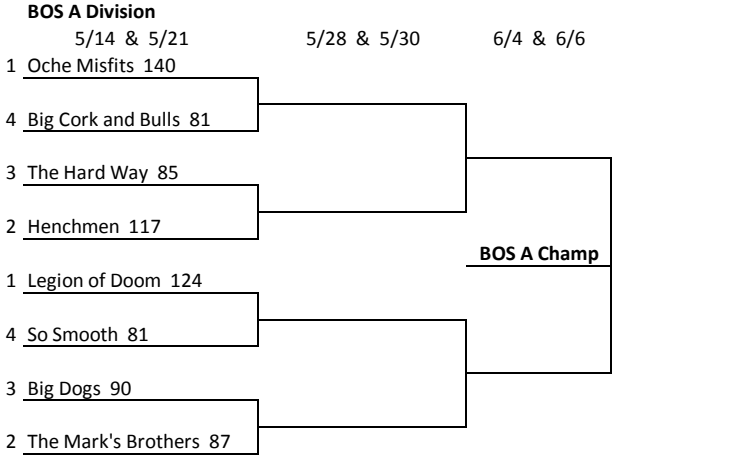 BOS A Division
5/14 & 5/21 5/28 & 5/30 6/4 & 6/6
1 Oche Misfits 140
4 Big Cork and Bulls 81
3 The Hard Way 85
2 Henchmen 117
BOS A Champ
1 Legion of Doom 124
4 So Smooth 81
3 Big Dogs 90
2 The Mark's Brothers 87